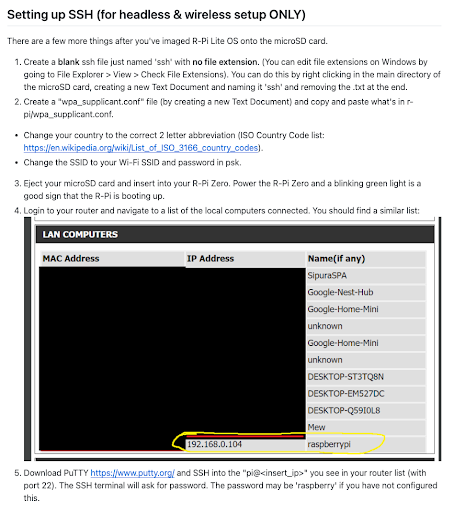 Setting up SSH (for headless & wireless setup ONLY)
There are a few more things after you've imaged R-Pi Lite OS onto the microSD card.
1. Create a blank ssh file just named 'ssh' with no file extension. (You can edit file extensions on Windows by
going to File Explorer > View > Check File Extensions). You can do this by right clicking in the main directory of
the microSD card, creating a new Text Document and naming it 'ssh' and removing the .txt at the end.
2. Create a "wpa_supplicant.conf" file (by creating a new Text Document) and copy and paste what's in r-
pi/wpa_supplicant.conf.
• Change your country to the correct 2 letter abbreviation (ISO Country Code list:
https://en.wikipedia.org/wiki/List_of_ISO_3166_country_codes).
• Change the SSID to your Wi-Fi SSID and password in psk.
3. Eject your microSD card and insert into your R-Pi Zero. Power the R-Pi Zero and a blinking green light is a
good sign that the R-Pi is booting up.
4. Login to your router and navigate to a list of the local computers connected. You should find a similar list:
LAN COMPUTERS
MAC Address IP Address Name(if any)
SipuraSPA
Google-Nest-Hub
Google-Home-Mini
unknown
Google-Home-Mini
unknown
DESKTOP-ST3TQ8N
DESKTOP-EM527DC
DESKTOP-Q59I0L8
Mew
192.168.0.104 raspberrypi
5. Download PuTTY https://www.putty.org/ and SSH into the "pi@<insert_ip>" you see in your router list (with
port 22). The SSH terminal will ask for password. The password may be 'raspberry' if you have not configured
this.